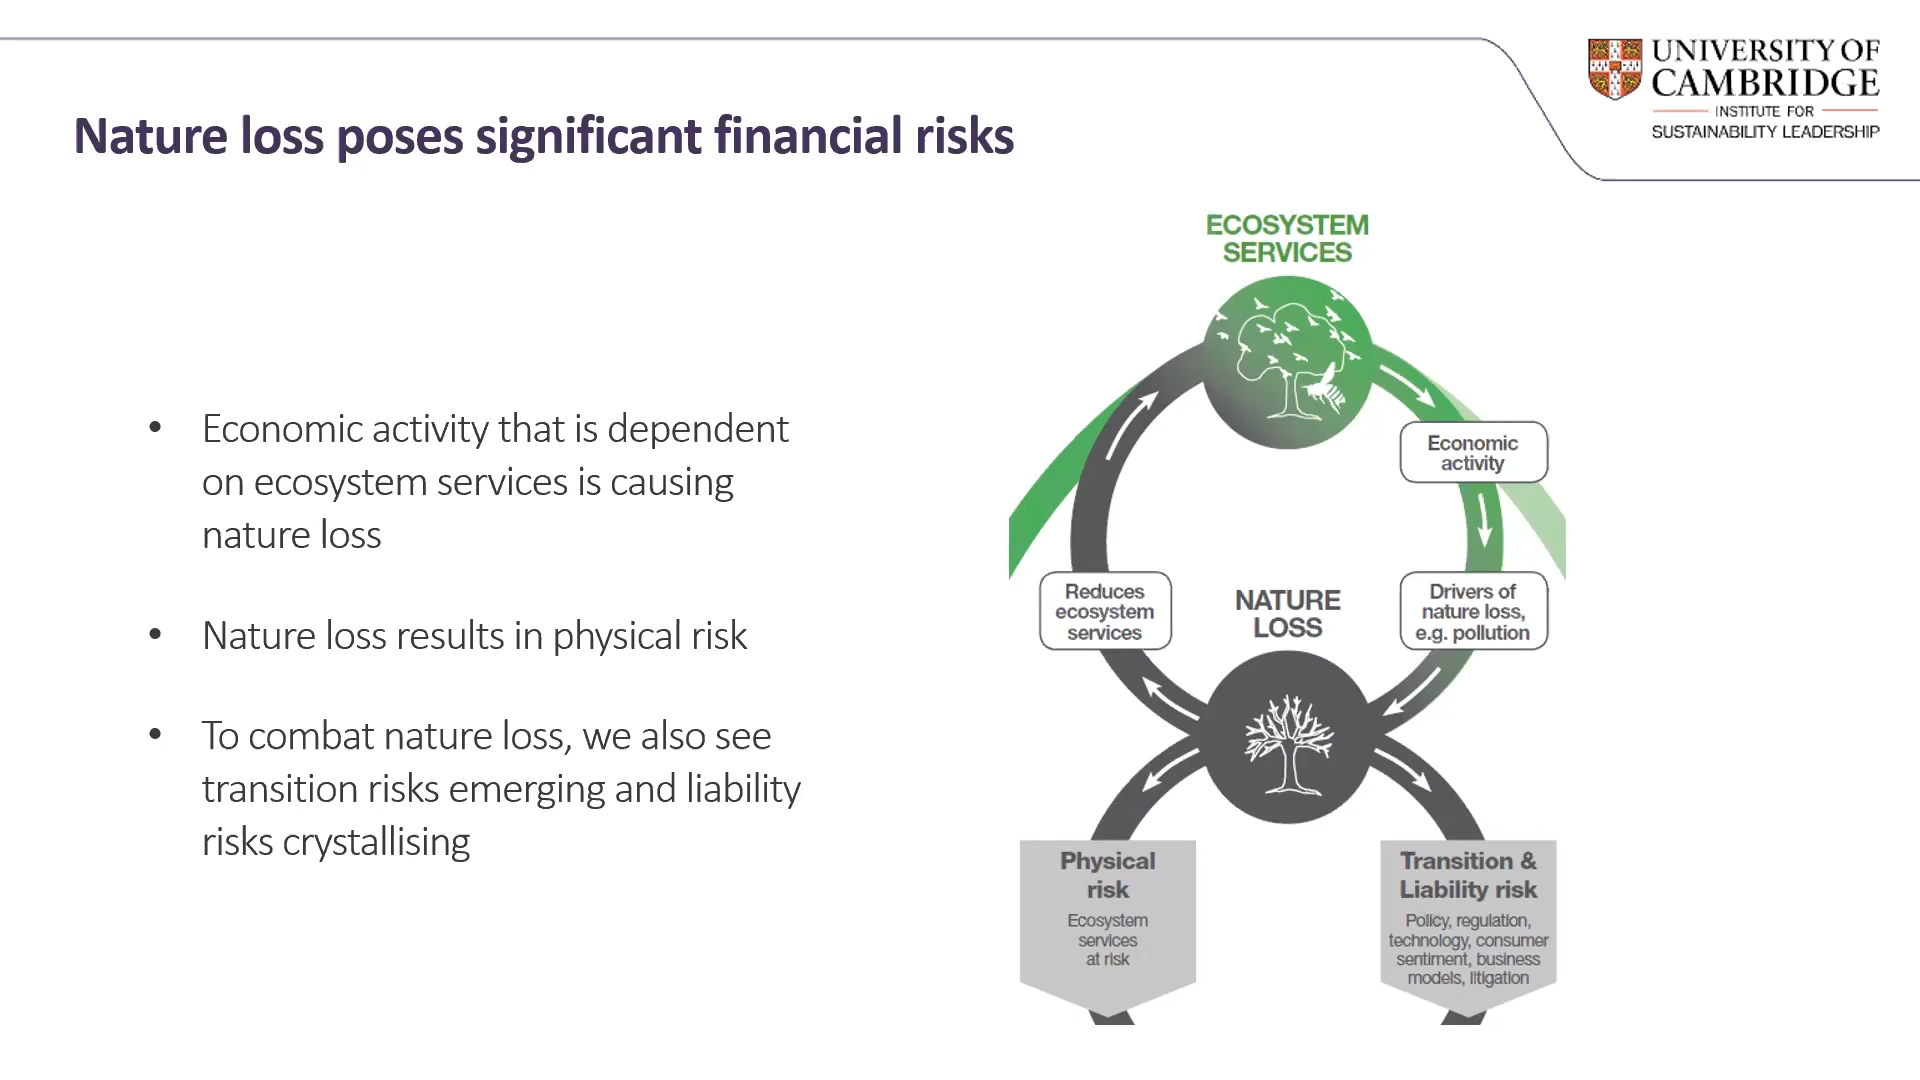 UNIVERSITY OF
CAMBRIDGE
INSTITUTE FOR
SUSTAINABILITY LEADERSHIP
Nature loss poses significant financial risks
• Economic activity that is dependent
on ecosystem services is causing
nature loss
• Nature loss results in physical risk
• To combat nature loss, we also see
transition risks emerging and liability
risks crystallising
ECOSYSTEM
SERVICES
Economic
activity
Drivers of
nature loss,
e.g. pollution
NATURE
LOSS
Reduces
ecosystem
services
Physical
risk
Ecosystem
services
at risk
Transition &
Liability risk
Policy, regulation,
technology, consumer
sentiment, business
models, litigation